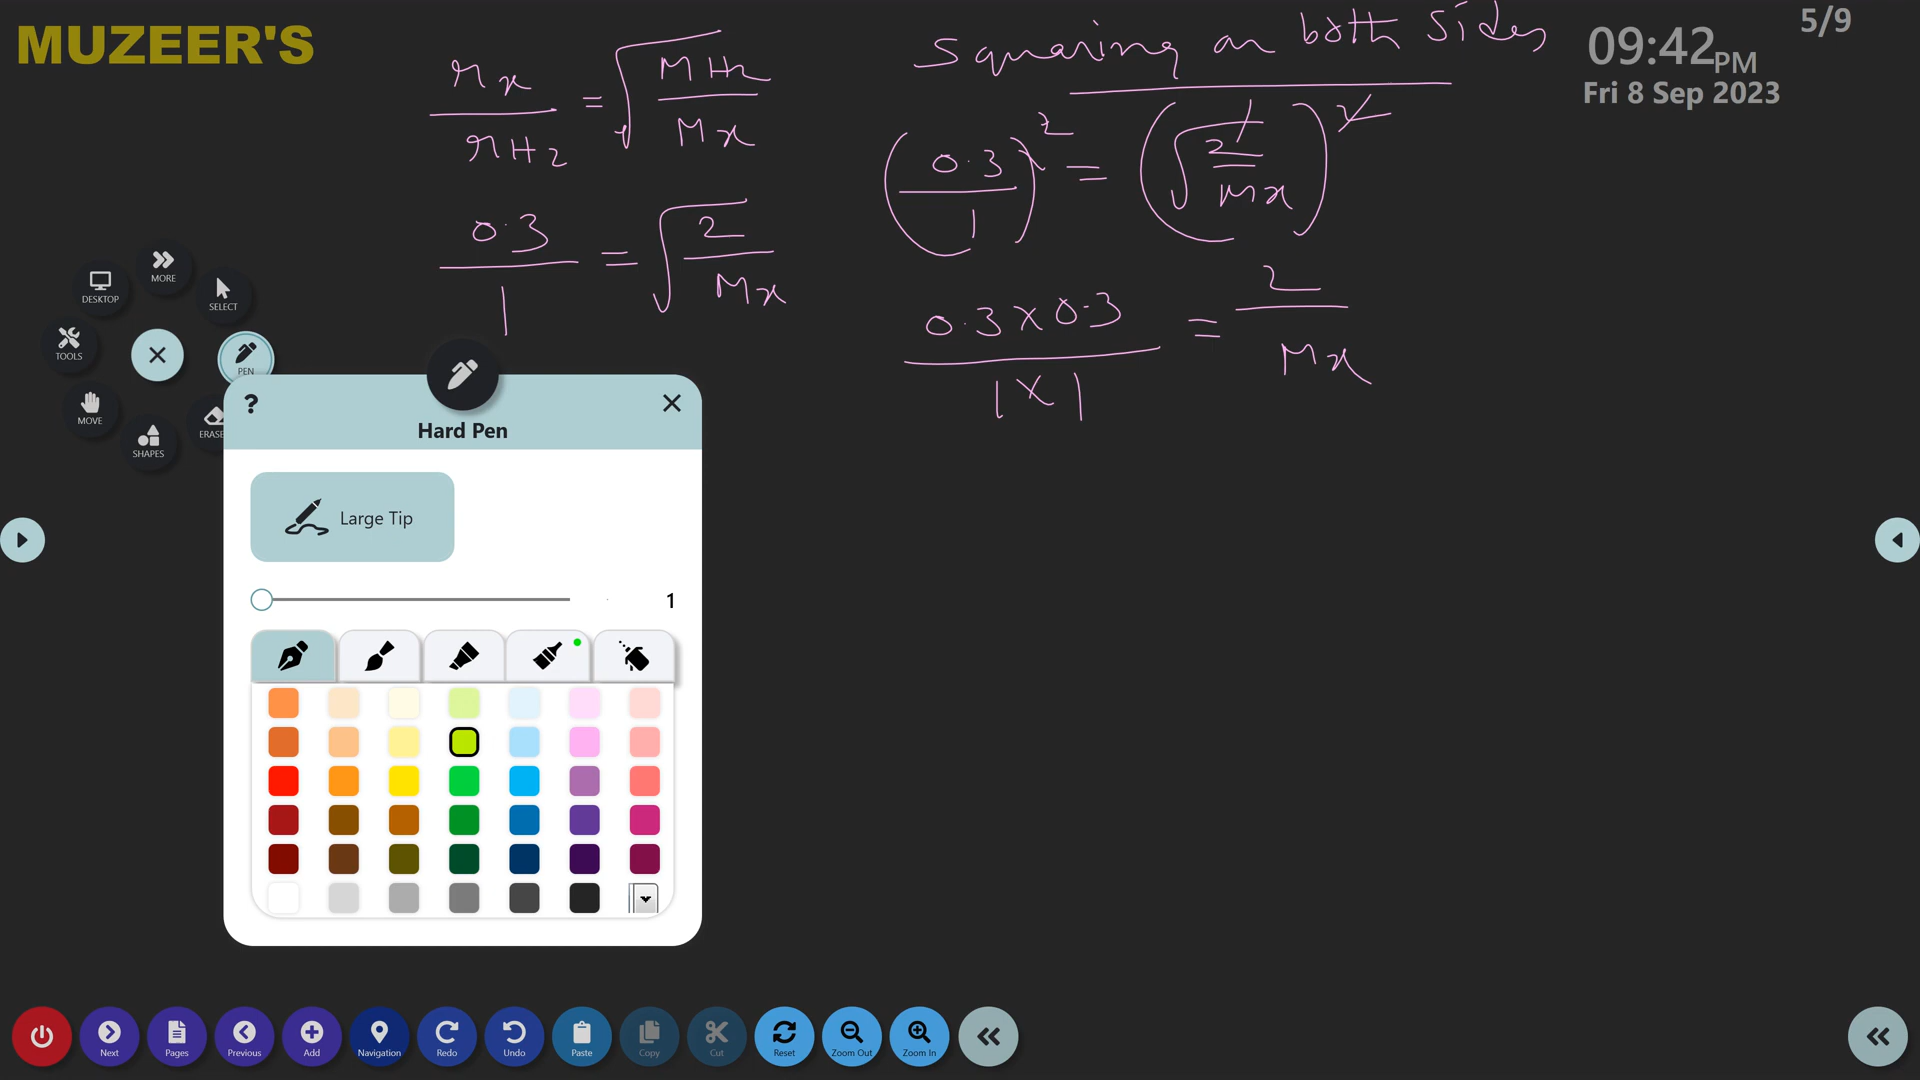 MUZEER'S
Squaring on both Sides
5/9
09:42PM
Fri 8 Sep 2023
rx / rH2 = √(MH2 / Mx)
(0.3 / 1)² = (√(2 / Mx))²
0.3 / 1 = √(2 / Mx)
0.3 x 0.3 / 1 x 1 = 2 / Mx
MORE
DESKTOP
SELECT
TOOLS
PEN
MOVE
ERASE
SHAPES
?
Hard Pen
Large Tip
1
Next
Pages
Previous
Add
Navigation
Redo
Undo
Paste
Copy
Cut
Reset
Zoom Out
Zoom In